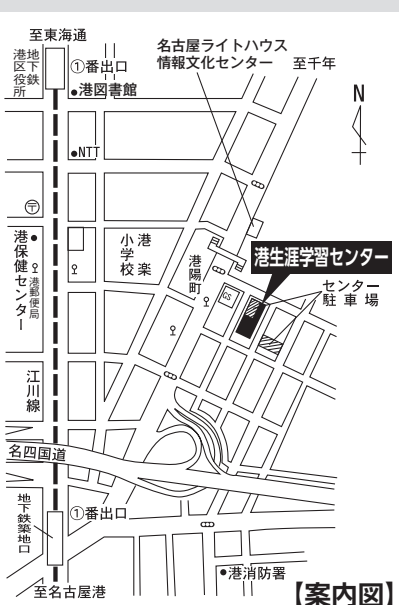 至東海通
地下鉄
港区役所
①番出口
●港図書館
名古屋ライトハウス
情報文化センター
至千年
N
●NTT
〒
港保健センター
港郵便局
小学校
港楽
港陽町
GS
港生涯学習センター
センター
駐車場
江川線
名四国道
地下鉄築地口
①番出口
至名古屋港
●港消防署
【案内図】